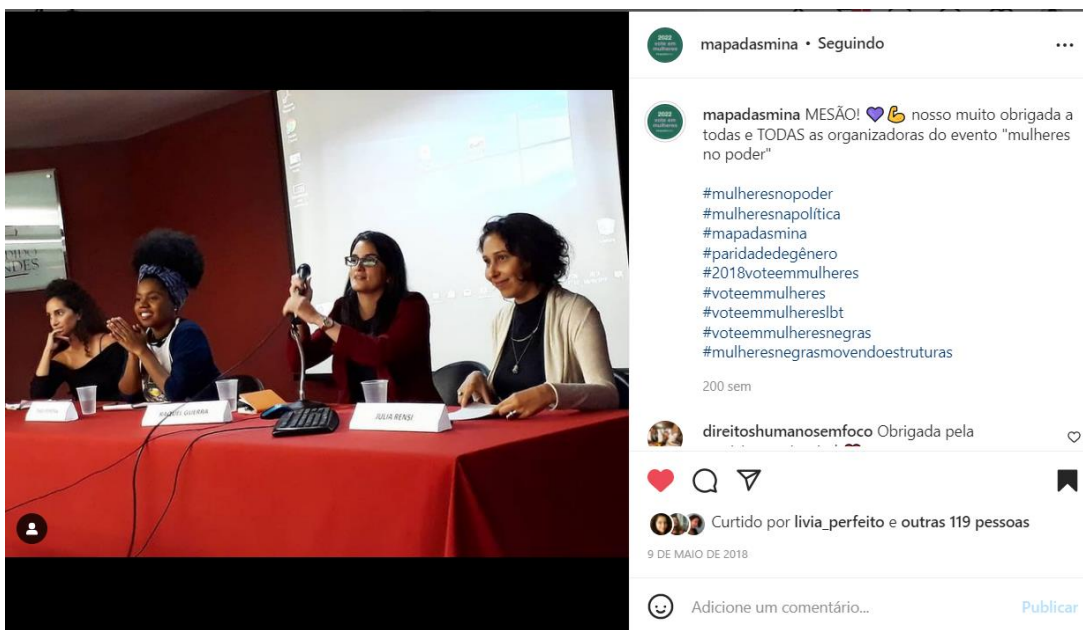 DIDO
NDES
RAQUEL GUERRA
JULIA RENSI
mapadasmina • Seguindo
mapadasmina MESÃO! 💜💪 nosso muito obrigada a
todas e TODAS as organizadoras do evento "mulheres
no poder"
#mulheresnopoder
#mulheresnapolítica
#mapadasmina
#paridadedegênero
#2018voteemmulheres
#voteemmulheres
#voteemmulhereslbt
#voteemmulheresnegras
#mulheresnegrasmovendoestruturas
200 sem
direitoshumanosemfoco Obrigada pela
Curtido por livia_perfeito e outras 119 pessoas
9 DE MAIO DE 2018
Adicione um comentário...
Publicar